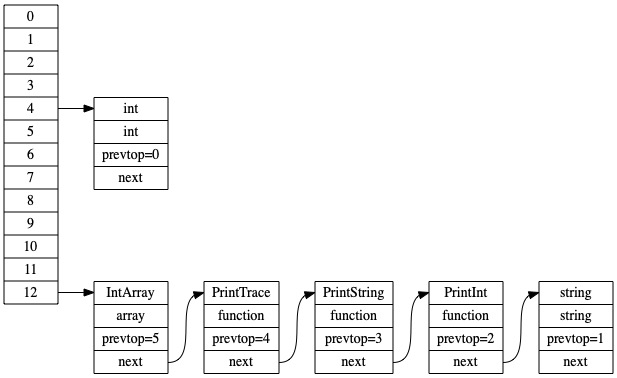 0
1
2
3
4
5
6
7
8
9
10
11
12
int
int
prevtop=0
next
IntArray
array
prevtop=5
next
PrintTrace
function
prevtop=4
next
PrintString
function
prevtop=3
next
PrintInt
function
prevtop=2
next
string
string
prevtop=1
next